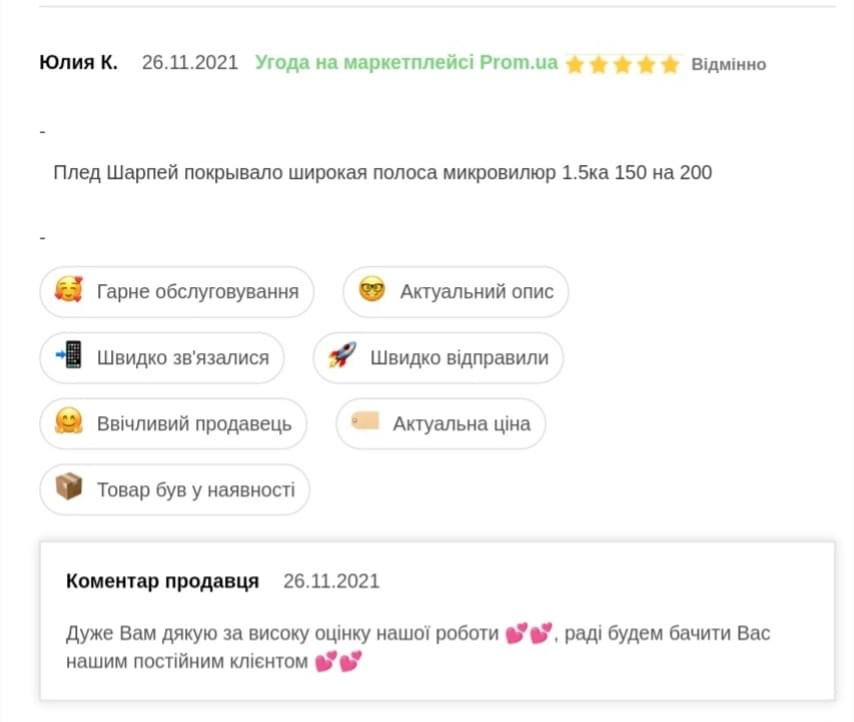 Юлия К. 26.11.2021 Угода на маркетплейсі Prom.ua Відмінно
-
Плед Шарпей покрывало широкая полоса микровилюр 1.5ка 150 на 200
-
Гарне обслуговування Актуальний опис
Швидко зв'язалися Швидко відправили
Ввічливий продавець Актуальна ціна
Товар був у наявності
Коментар продавця 26.11.2021
Дуже Вам дякую за високу оцінку нашої роботи 💕💕, раді будем бачити Вас
нашим постійним клієнтом 💕💕